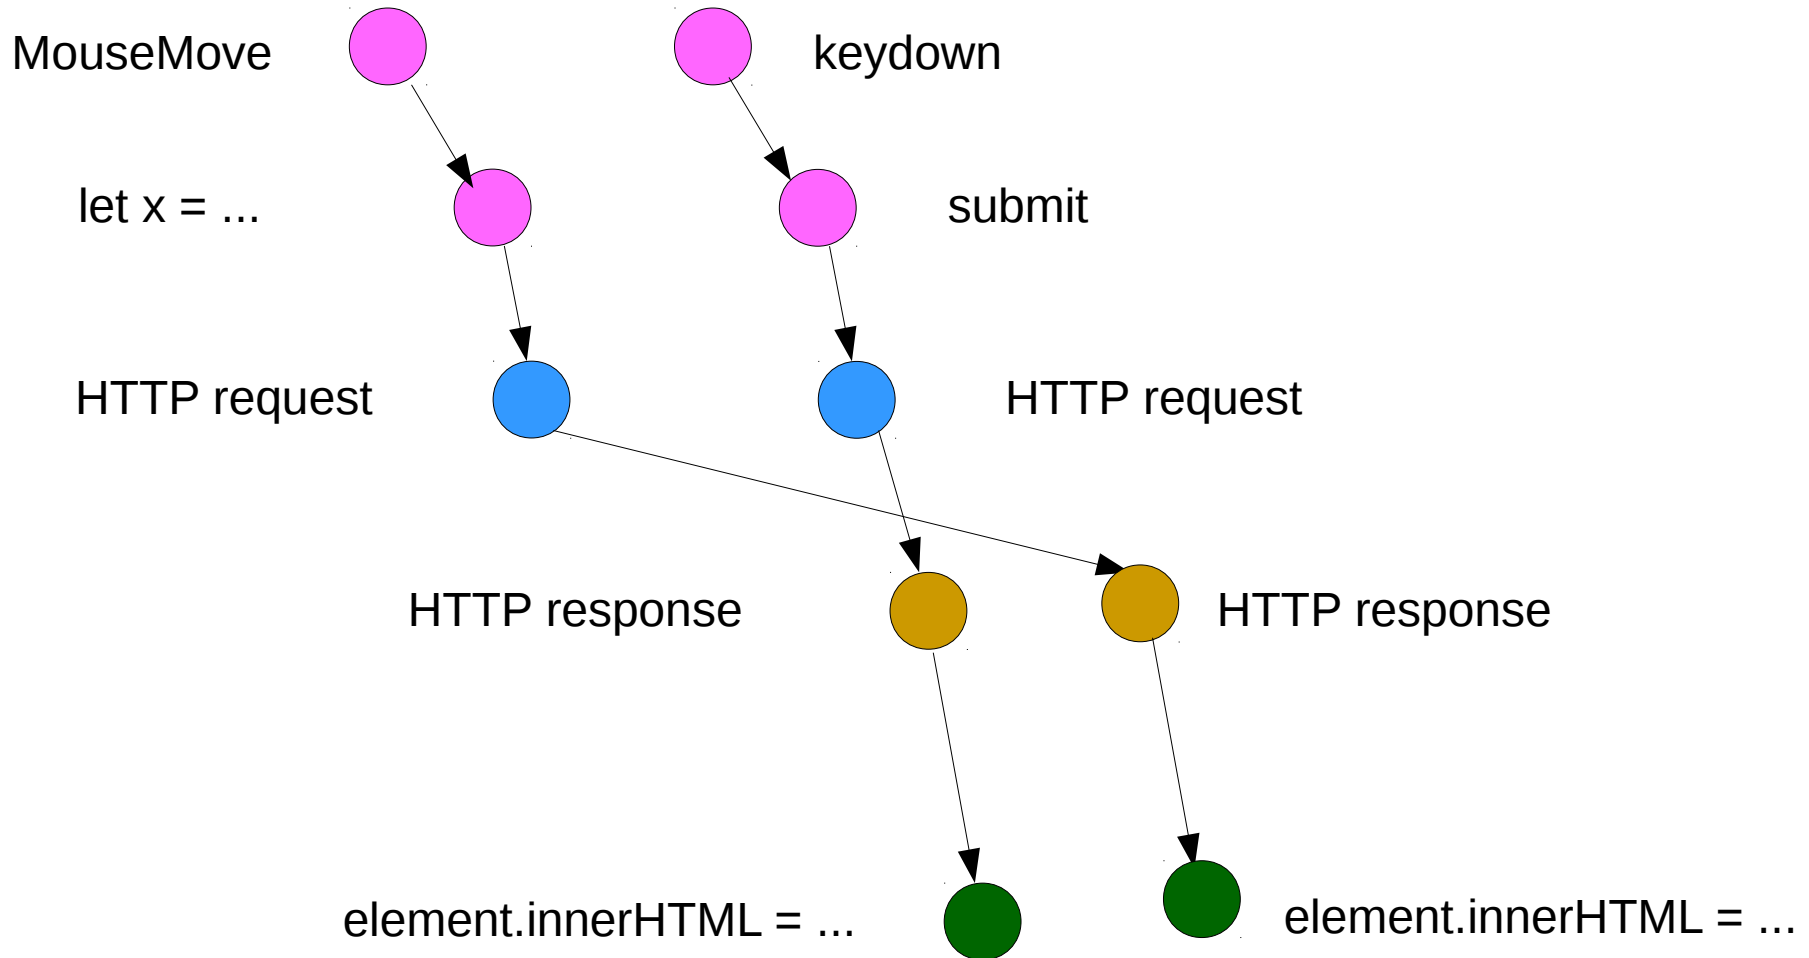 MouseMove
keydown
let x = ...
submit
HTTP request
HTTP request
HTTP response
HTTP response
element.innerHTML = ...
element.innerHTML = ...